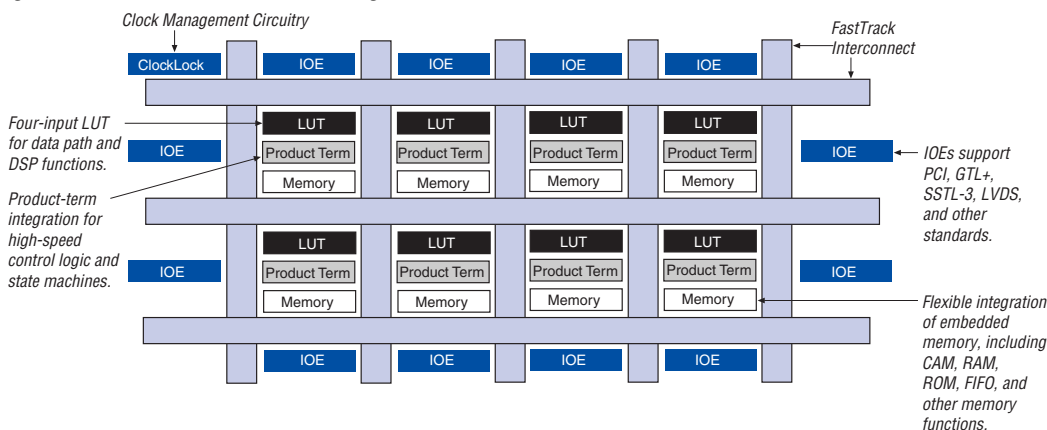 Clock Management Circuitry
FastTrack
Interconnect
ClockLock
IOE
IOE
IOE
IOE
Four-input LUT
for data path and
DSP functions.
LUT
LUT
LUT
LUT
IOE
Product Term
Product Term
Product Term
Product Term
IOE
Memory
Memory
Memory
Memory
IOEs support
PCI, GTL+,
SSTL-3, LVDS,
and other
standards.
Product-term
integration for
high-speed
control logic and
state machines.
LUT
LUT
LUT
LUT
IOE
Product Term
Product Term
Product Term
Product Term
IOE
Memory
Memory
Memory
Memory
Flexible integration
of embedded
memory, including
CAM, RAM,
ROM, FIFO, and
other memory
functions.
IOE
IOE
IOE
IOE